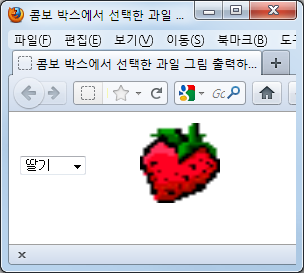 콤보 박스에서 선택한 과일 ...
파일(F) 편집(E) 보기(V) 이동(S) 북마크(B) 도
콤보 박스에서 선택한 과일 그림 출력하...
Go
딸기